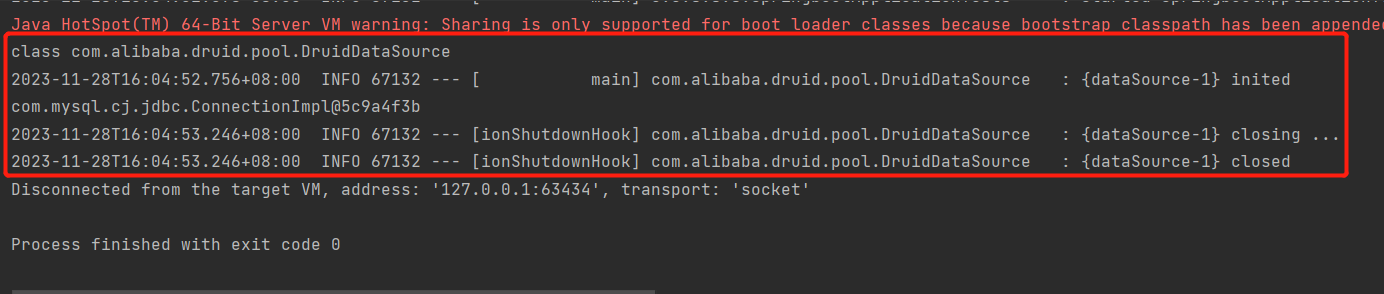 Java HotSpot(TM) 64-Bit Server VM warning: Sharing is only supported for boot loader classes because bootstrap classpath has been appended
class com.alibaba.druid.pool.DruidDataSource
2023-11-28T16:04:52.756+08:00  INFO 67132 --- [           main] com.alibaba.druid.pool.DruidDataSource   : {dataSource-1} inited
com.mysql.cj.jdbc.ConnectionImpl@5c9a4f3b
2023-11-28T16:04:53.246+08:00  INFO 67132 --- [ionShutdownHook] com.alibaba.druid.pool.DruidDataSource   : {dataSource-1} closing ...
2023-11-28T16:04:53.246+08:00  INFO 67132 --- [ionShutdownHook] com.alibaba.druid.pool.DruidDataSource   : {dataSource-1} closed
Disconnected from the target VM, address: '127.0.0.1:63434', transport: 'socket'
Process finished with exit code 0